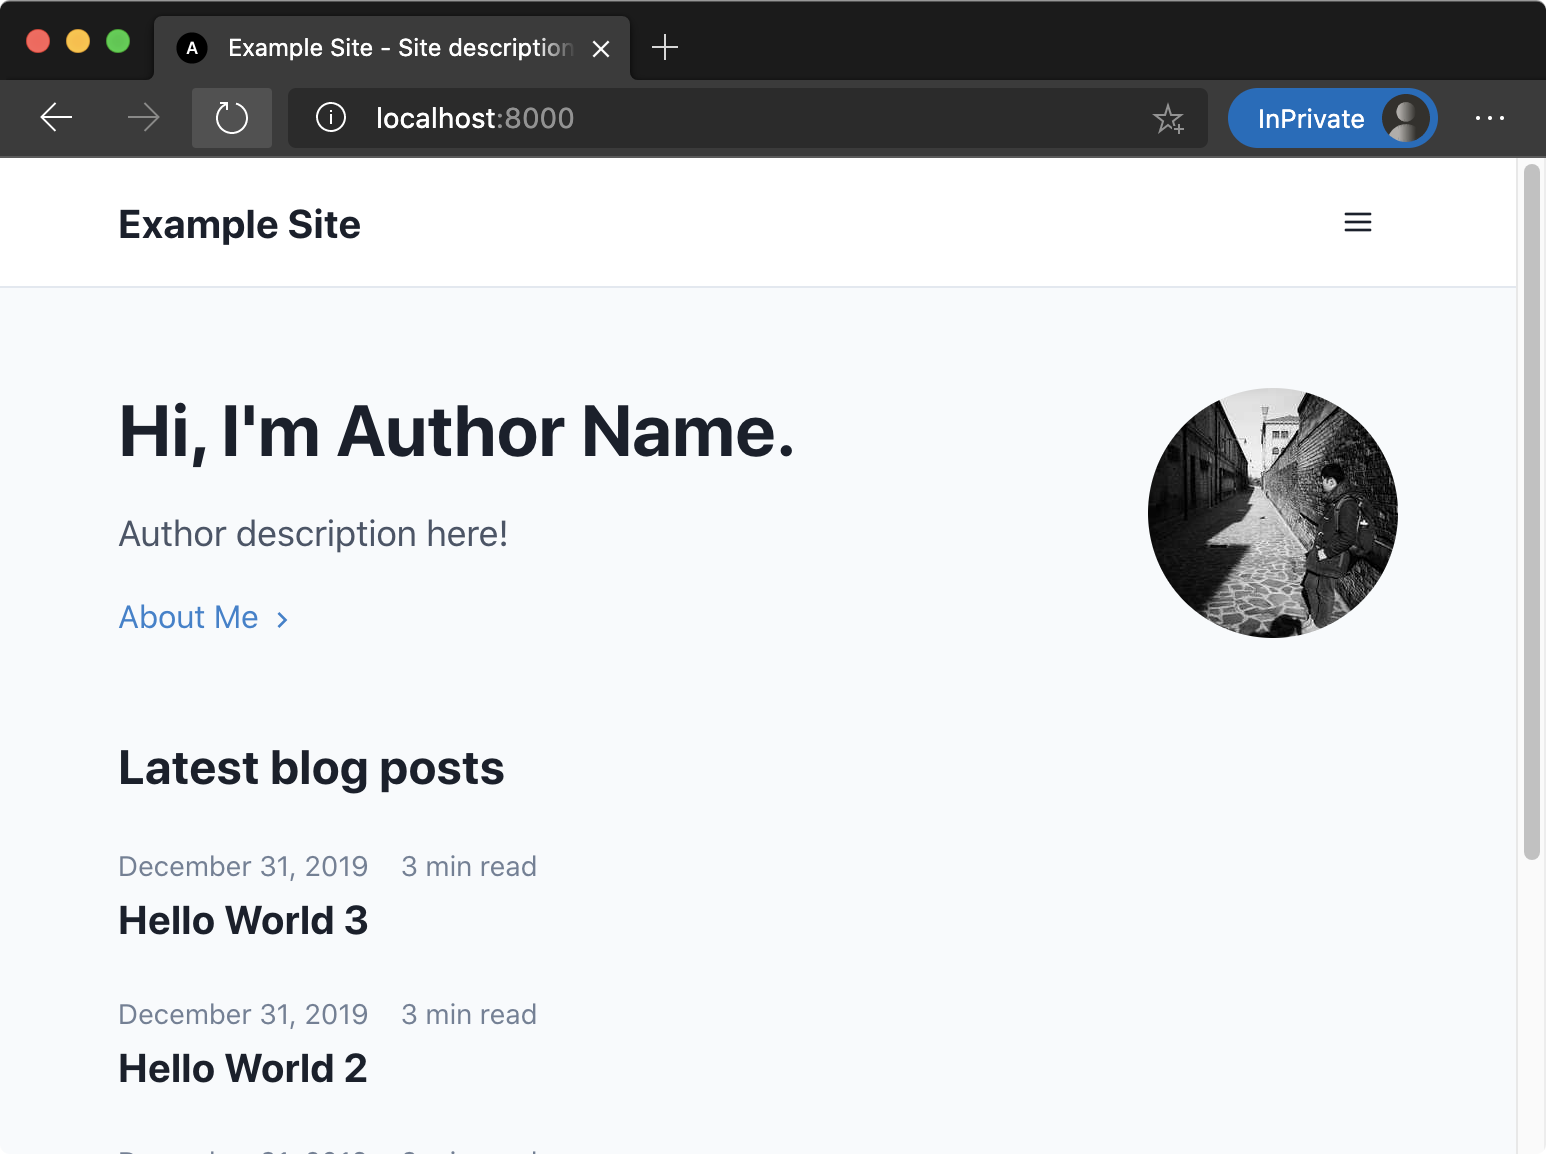 A Example Site - Site description
localhost:8000
InPrivate
Example Site
Hi, I'm Author Name.
Author description here!
About Me
Latest blog posts
December 31, 2019 3 min read
Hello World 3
December 31, 2019 3 min read
Hello World 2